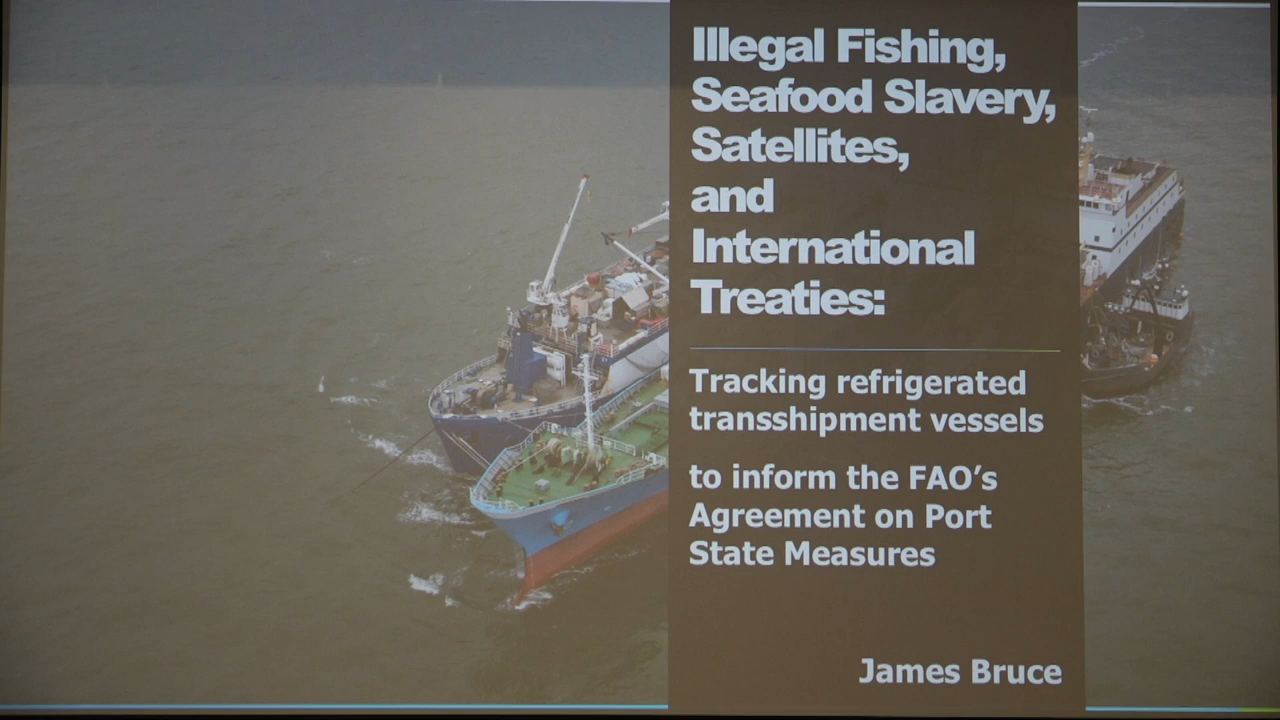 Illegal Fishing,
Seafood Slavery,
Satellites,
and
International
Treaties:
Tracking refrigerated
transshipment vessels
to inform the FAO’s
Agreement on Port
State Measures
James Bruce